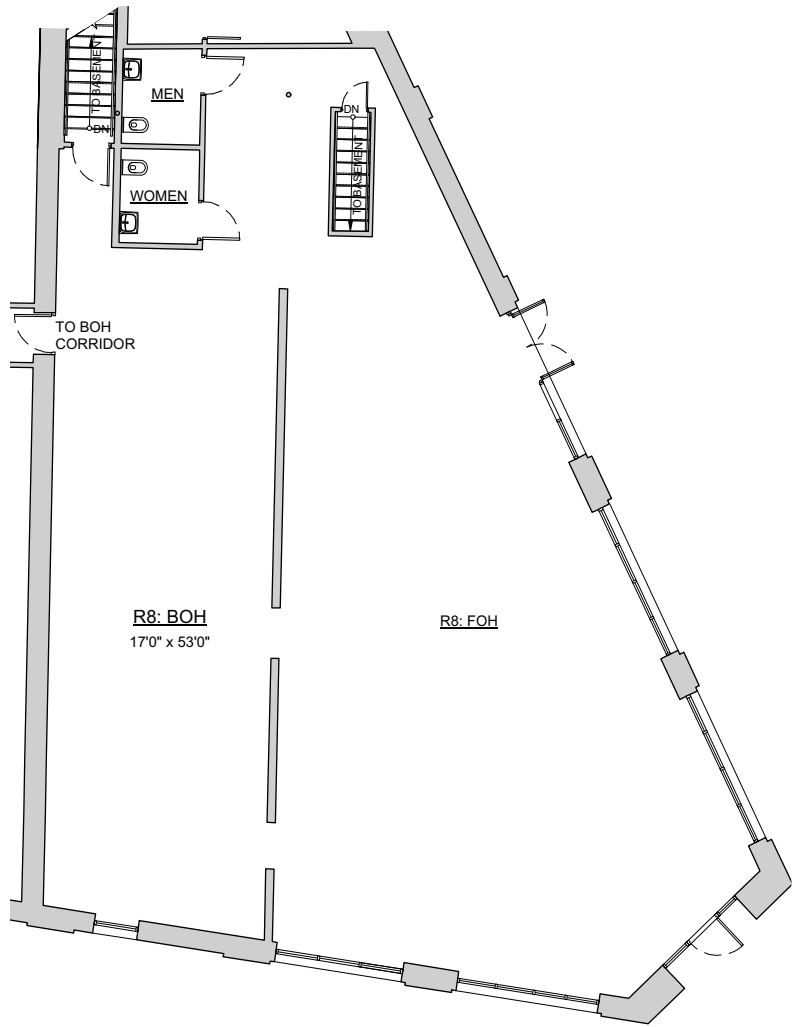 TO BASEMENT
DN
MEN
WOMEN
DN
TO BASEMENT
TO BOH
CORRIDOR
R8: BOH
17'0" x 53'0"
R8: FOH